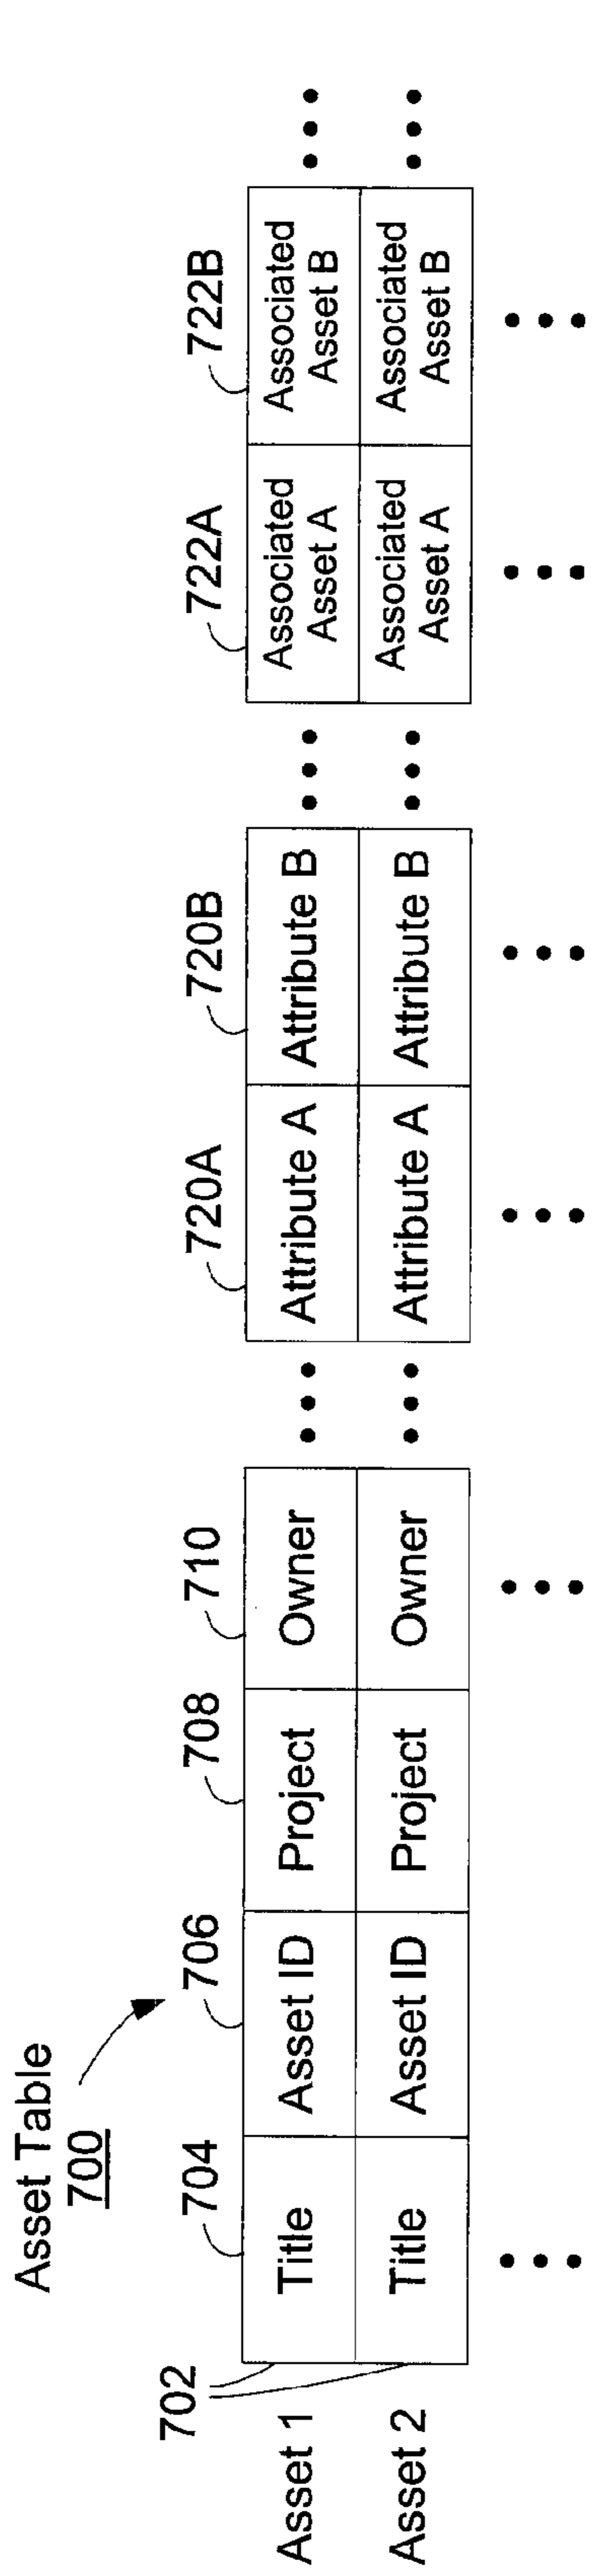 Asset Table
700
702
704
706
708
710
720A
720B
722A
722B
Asset 1
Title
Asset ID
Project
Owner
Attribute A
Attribute B
Associated
Asset A
Associated
Asset B
Asset 2
Title
Asset ID
Project
Owner
Attribute A
Attribute B
Associated
Asset A
Associated
Asset B